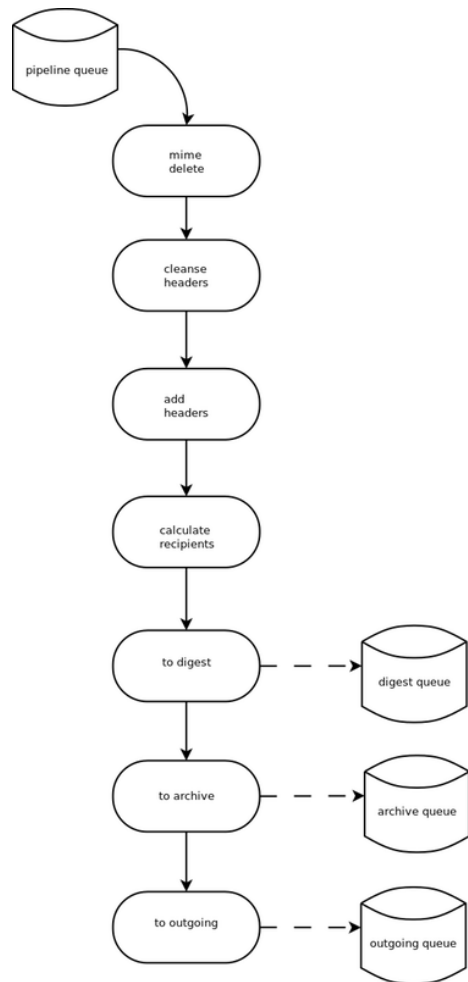 pipeline queue
mime
delete
cleanse
headers
add
headers
calculate
recipients
to digest
digest queue
to archive
archive queue
to outgoing
outgoing queue